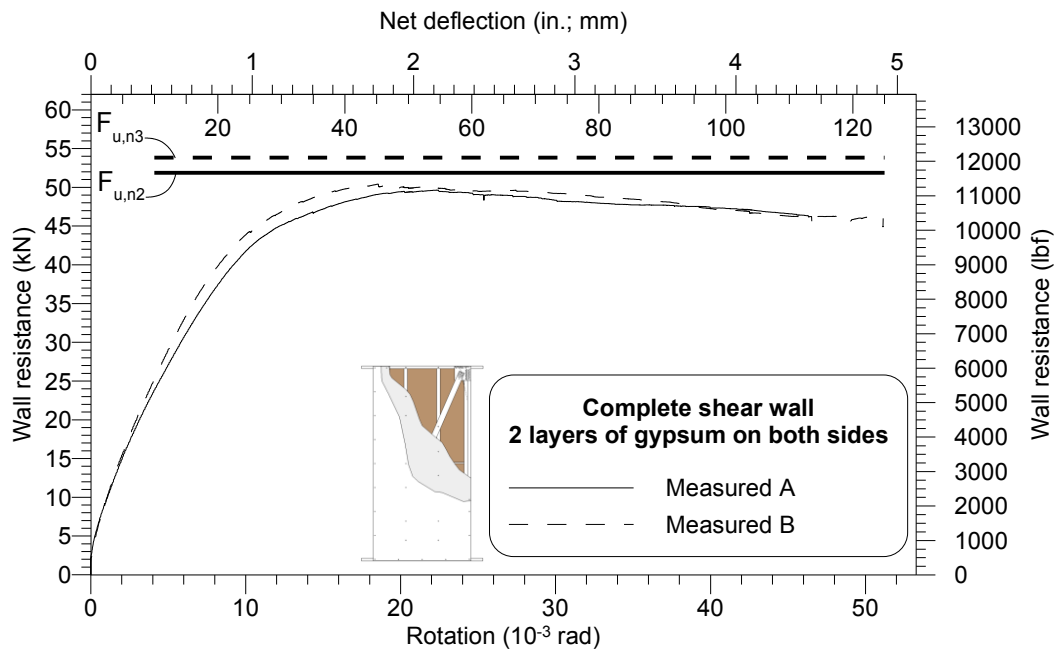 Net deflection (in.; mm)
0 1 2 3 4 5
20 40 60 80 100 120
60
55
50
45
40
35
30
25
20
15
10
5
0
Wall resistance (kN)
F u,n3
F u,n2
13000
12000
11000
10000
9000
8000
7000
6000
5000
4000
3000
2000
1000
0
Wall resistance (lbf)
Complete shear wall
2 layers of gypsum on both sides
Measured A
Measured B
0 10 20 30 40 50
Rotation (10-3 rad)